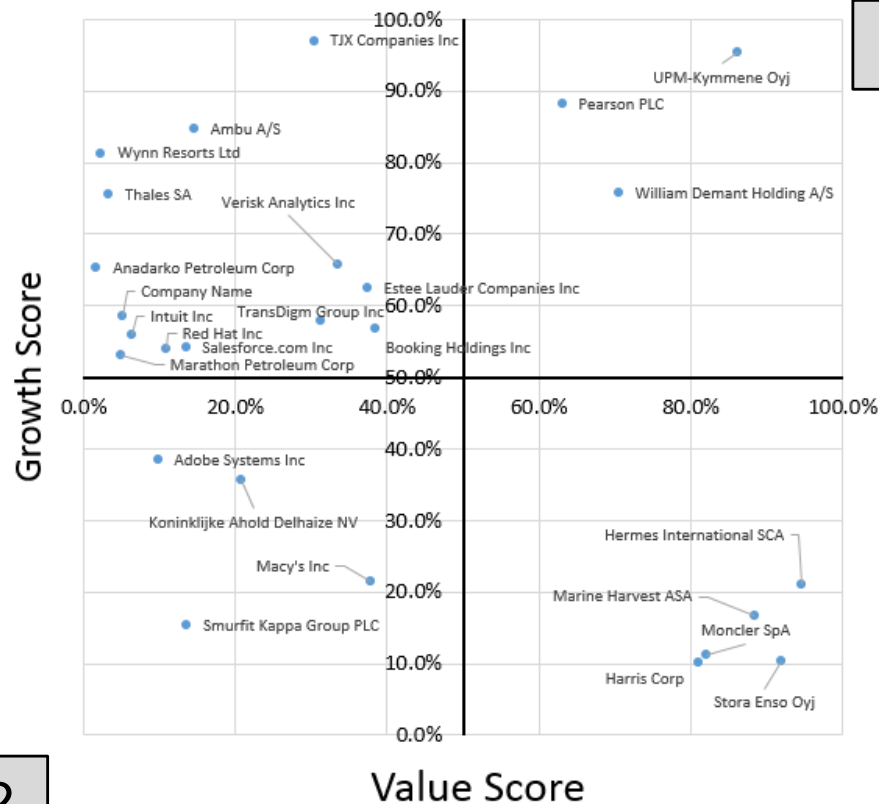 100.0%
TJX Companies Inc
UPM-Kymmene Oyj
90.0%
Pearson PLC
Ambu A/S
Wynn Resorts Ltd
80.0%
Thales SA
William Demant Holding A/S
Verisk Analytics Inc
70.0%
Anadarko Petroleum Corp
Estee Lauder Companies Inc
Company Name
60.0%
TransDigm Group Inc
Intuit Inc
Red Hat Inc
Salesforce.com Inc
Booking Holdings Inc
Marathon Petroleum Corp
50.0%
0.0% 20.0% 40.0% 60.0% 80.0% 100.0%
Growth Score
40.0%
Adobe Systems Inc
Koninklijke Ahold Delhaize NV
30.0%
Hermes International SCA
Macy's Inc
20.0%
Marine Harvest ASA
Smurfit Kappa Group PLC
Moncler SpA
10.0%
Harris Corp
Stora Enso Oyj
0.0%
Value Score